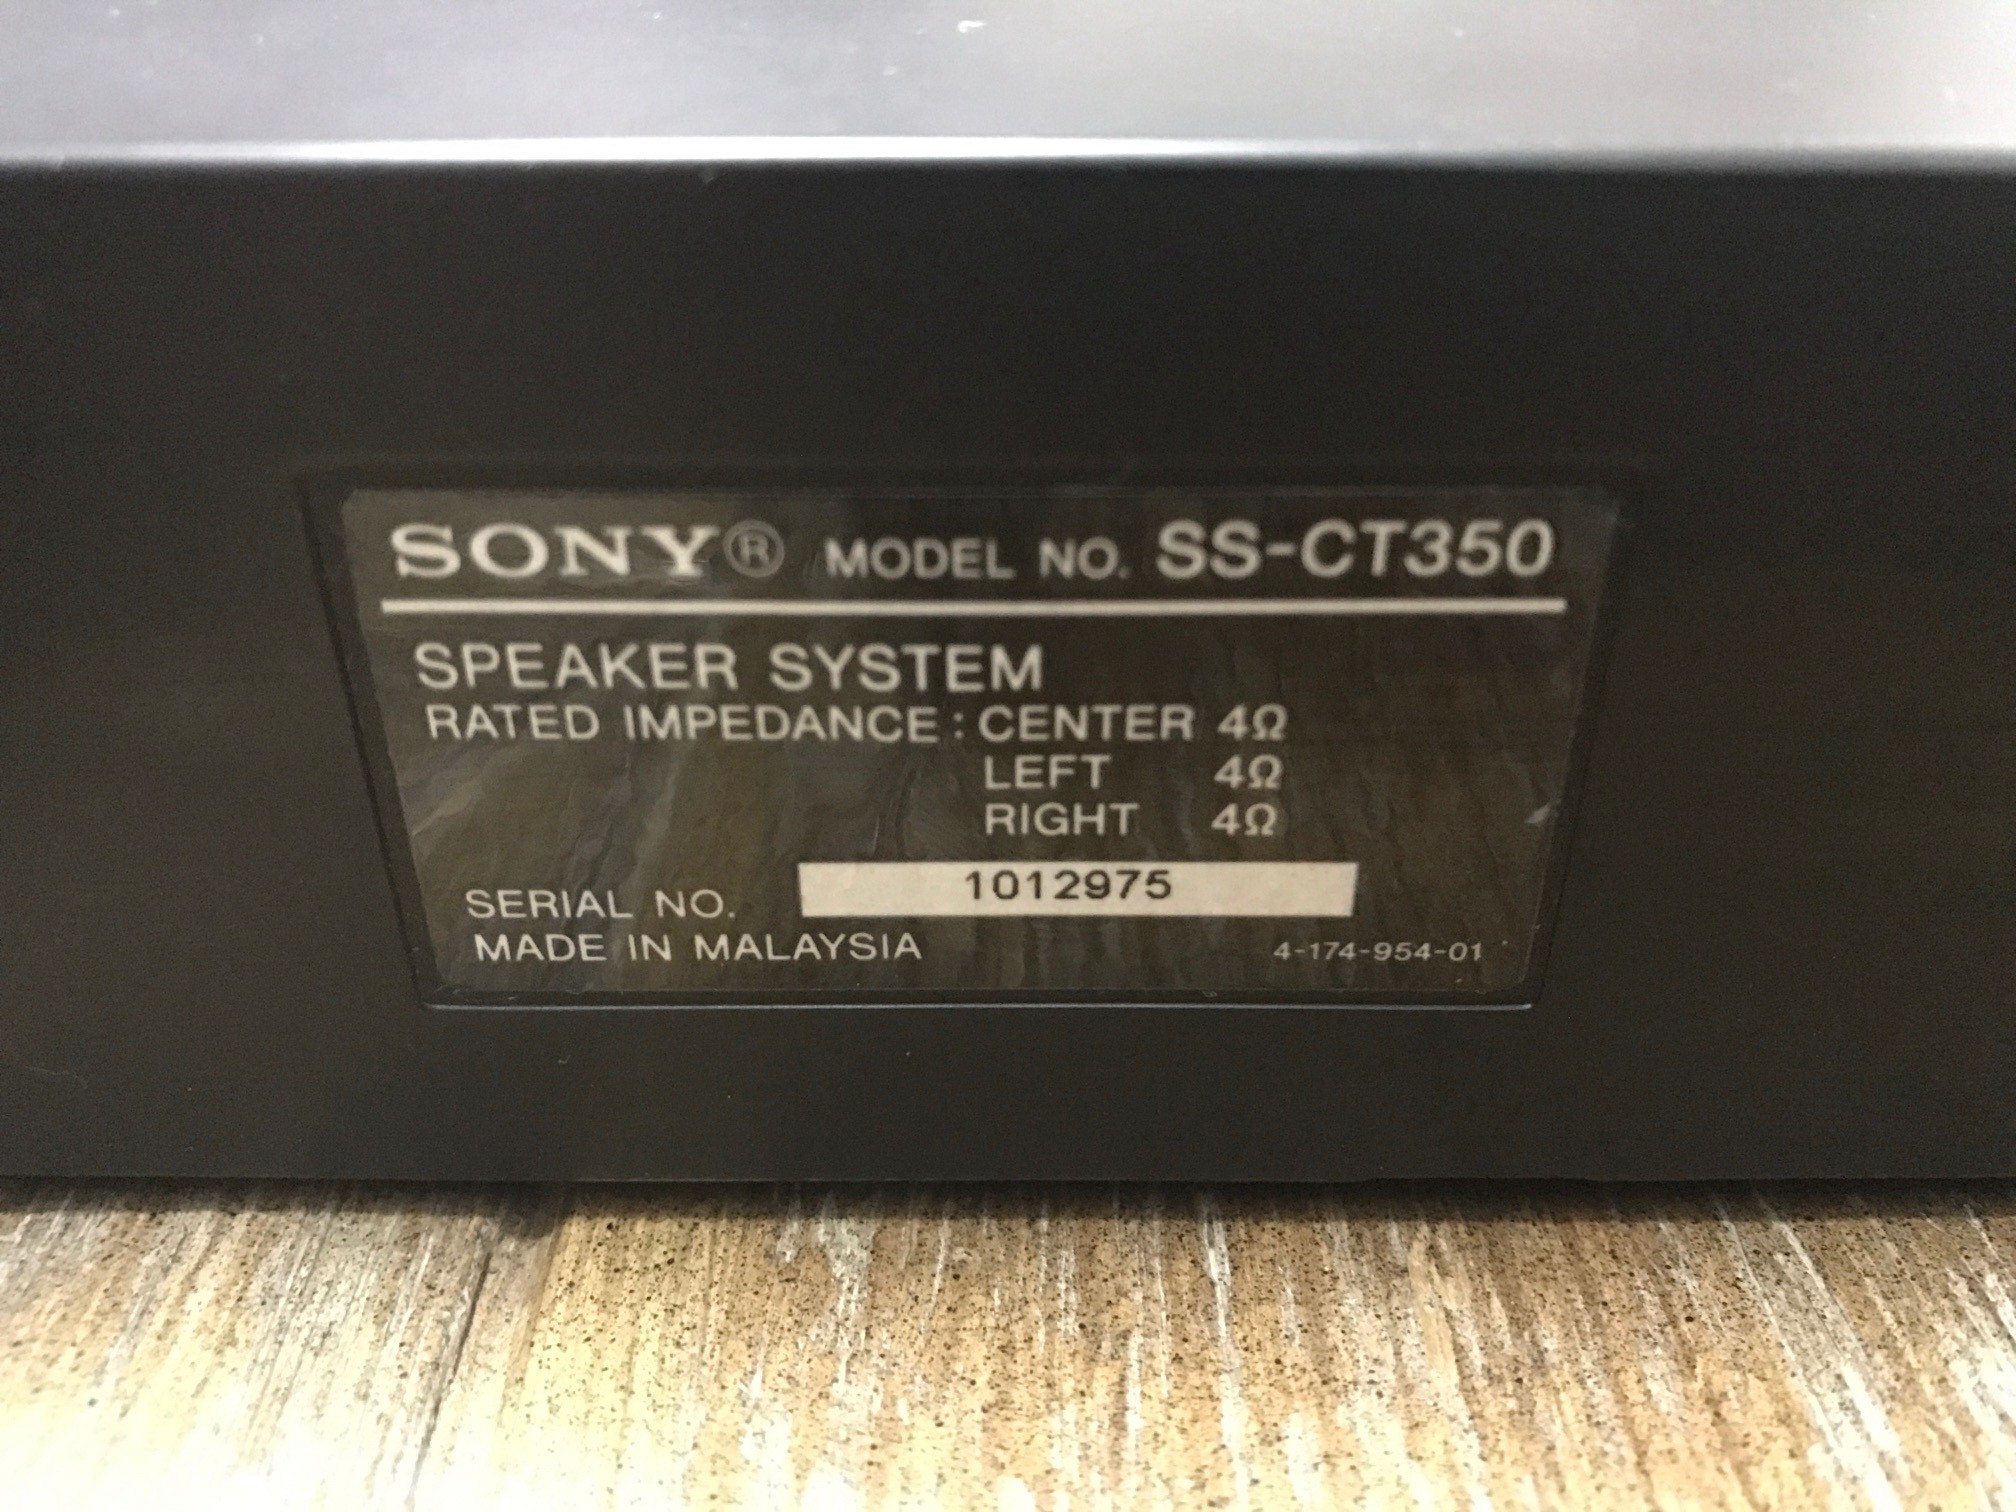 SONY® MODEL NO. SS-CT350
SPEAKER SYSTEM
RATED IMPEDANCE : CENTER 4Ω
LEFT 4Ω
RIGHT 4Ω
SERIAL NO. 1012975
MADE IN MALAYSIA 4-174-954-01